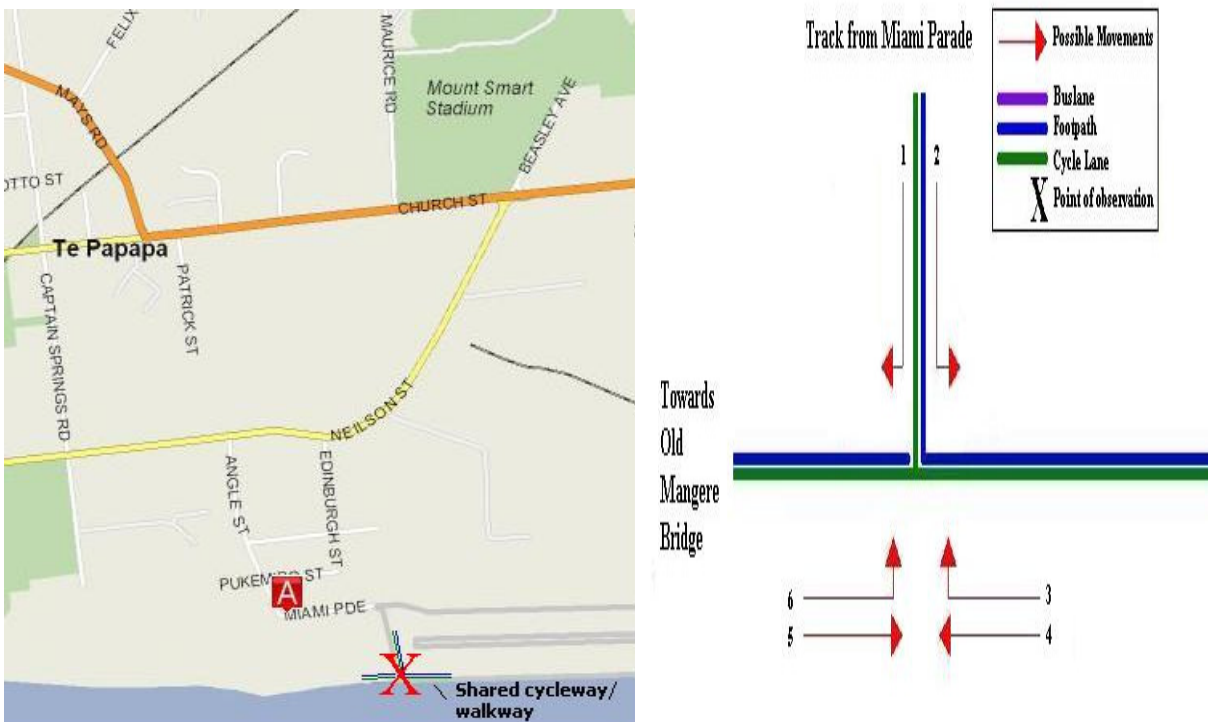 FELIX
MAURICE RD
Mount Smart
Stadium
BEASLEY AVE
MAYS RD
OTTO ST
CHURCH ST
Te Papapa
PATRICK ST
CAPTAIN SPRINGS RD
NEILSON ST
ANGLE ST
EDINBURGH ST
PUKEMIRO ST
A
MIAMI PDE
X
Shared cycleway/
walkway
Track from Miami Parade
Possible Movements
Buslane
Footpath
Cycle Lane
X Point of observation
1 2
Towards
Old
Mangere
Bridge
6
3
5
4